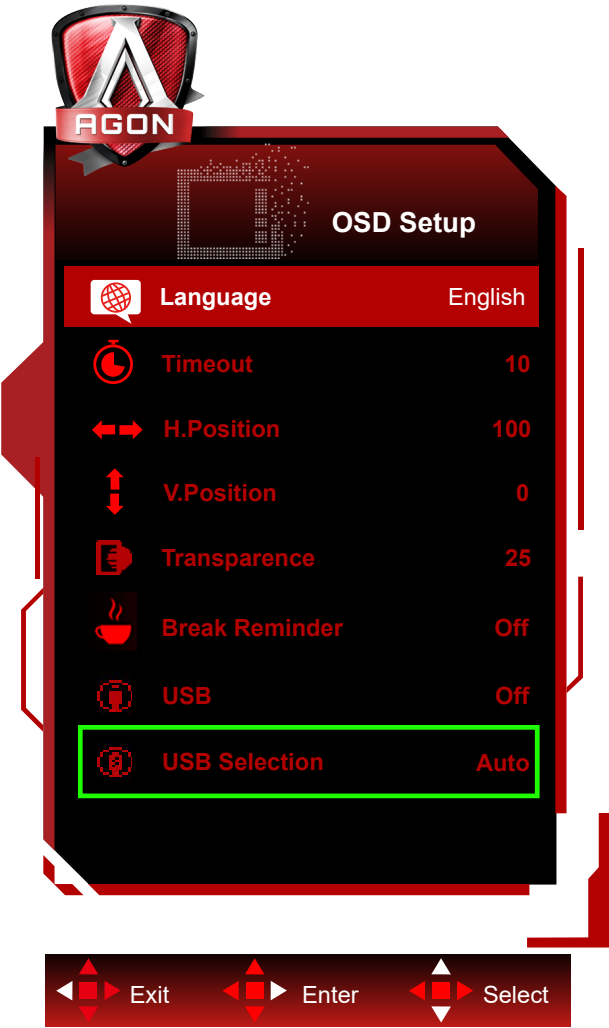 AGON
OSD Setup
Language English
Timeout 10
H.Position 100
V.Position 0
Transparence 25
Break Reminder Off
USB Off
USB Selection Auto
Exit Enter Select